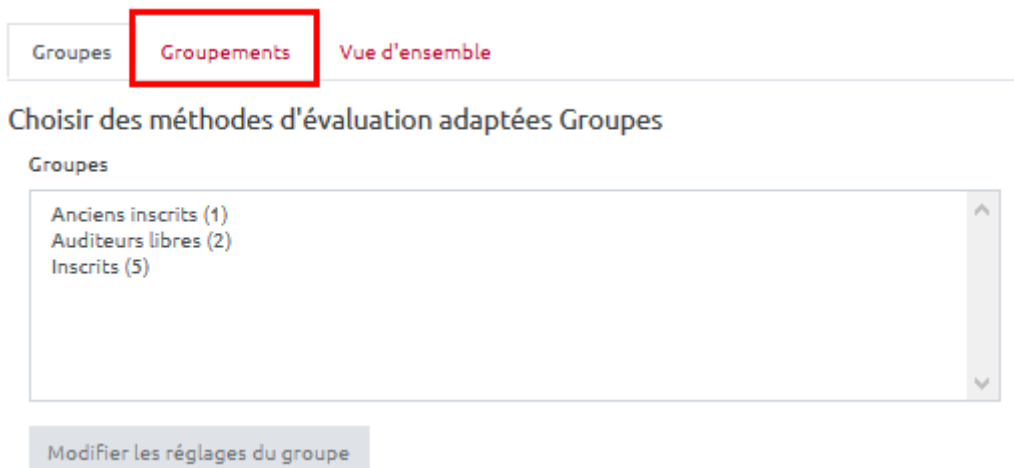 Groupes Groupements Vue d'ensemble
Choisir des méthodes d'évaluation adaptées Groupes
Groupes
Anciens inscrits (1)
Auditeurs libres (2)
Inscrits (5)
Modifier les réglages du groupe